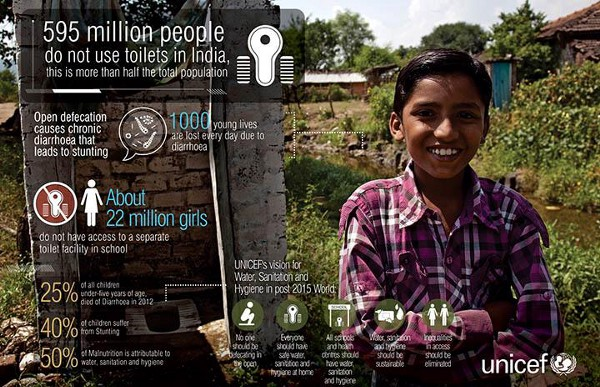 595 million people
do not use toilets in India,
this is more than half the total population
Open defecation
causes chronic
diarrhoea that
leads to stunting
1000 young lives
are lost every day due to
diarrhoea
About
22 million girls
do not have access to a separate
toilet facility in school
25% of all children
under-five years of age,
died of Diarrhoea in 2012
40% of children suffer
from Stunting
50% of Malnutrition is attributable to
water, sanitation and hygiene
UNICEF's vision for
Water, Sanitation and
Hygiene in post 2015 World:
No one
should be
defecating in
the open
Everyone
should have
safe water,
sanitation and
hygiene at home
All schools
and health
centres should
have water,
sanitation
and hygiene
Water, sanitation
and hygiene
should be
sustainable
Inequalities
in access
should be
eliminated
unicef